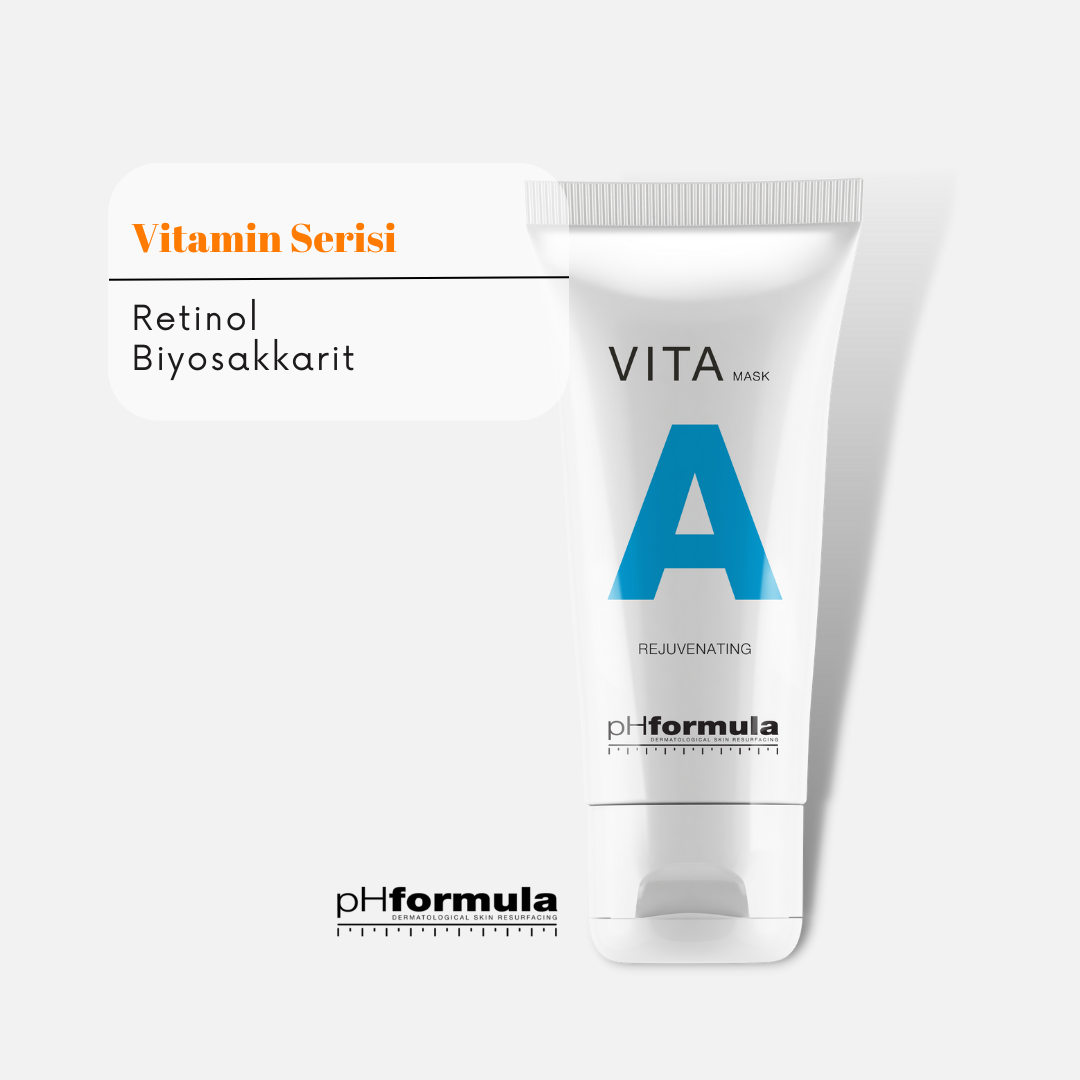 Vitamin Serisi
Retinol
Biyosakkarit
VITA MASK
A
REJUVENATING
pHformula
DERMATOLOGICAL SKIN RESURFACING
pHformula
DERMATOLOGICAL SKIN RESURFACING